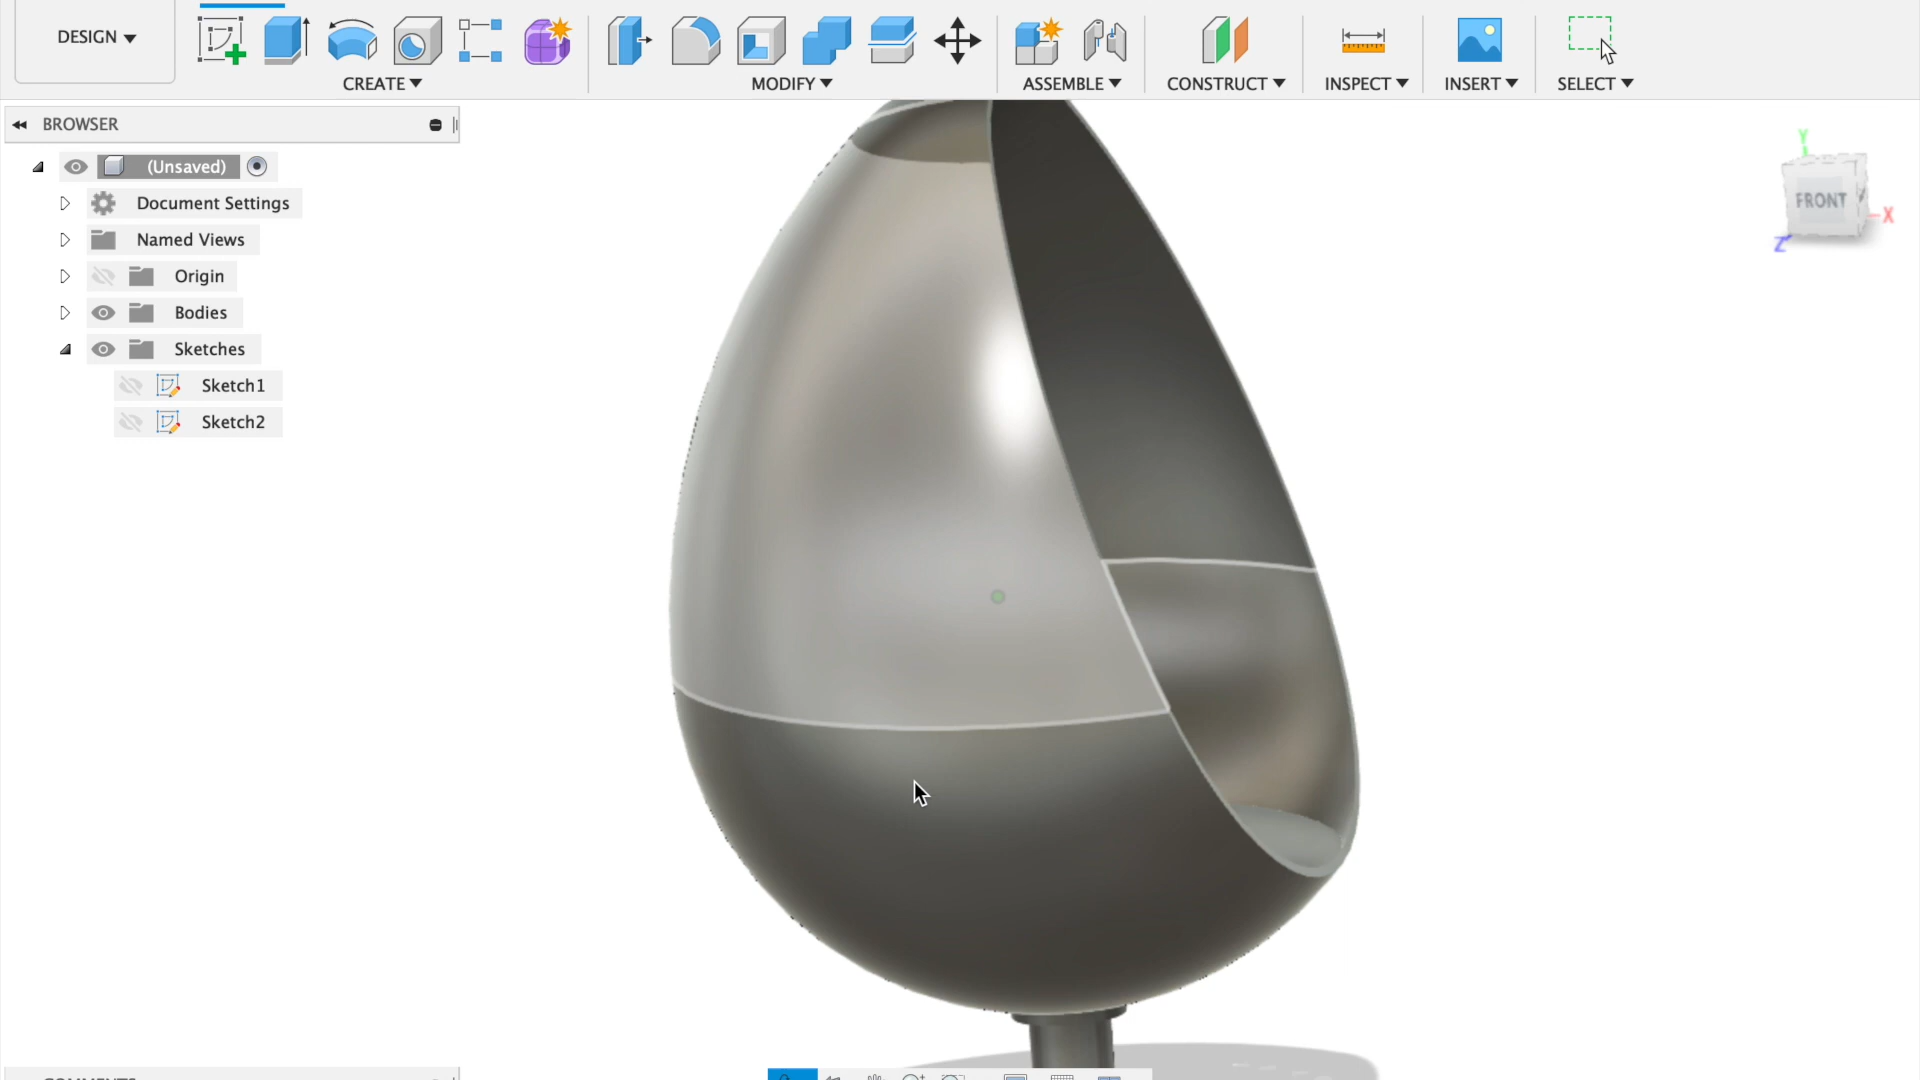 DESIGN
CREATE
MODIFY
ASSEMBLE
CONSTRUCT
INSPECT
INSERT
SELECT
BROWSER
(Unsaved)
Document Settings
Named Views
Origin
Bodies
Sketches
Sketch1
Sketch2
Y
FRONT
X
Z
COMMENTS